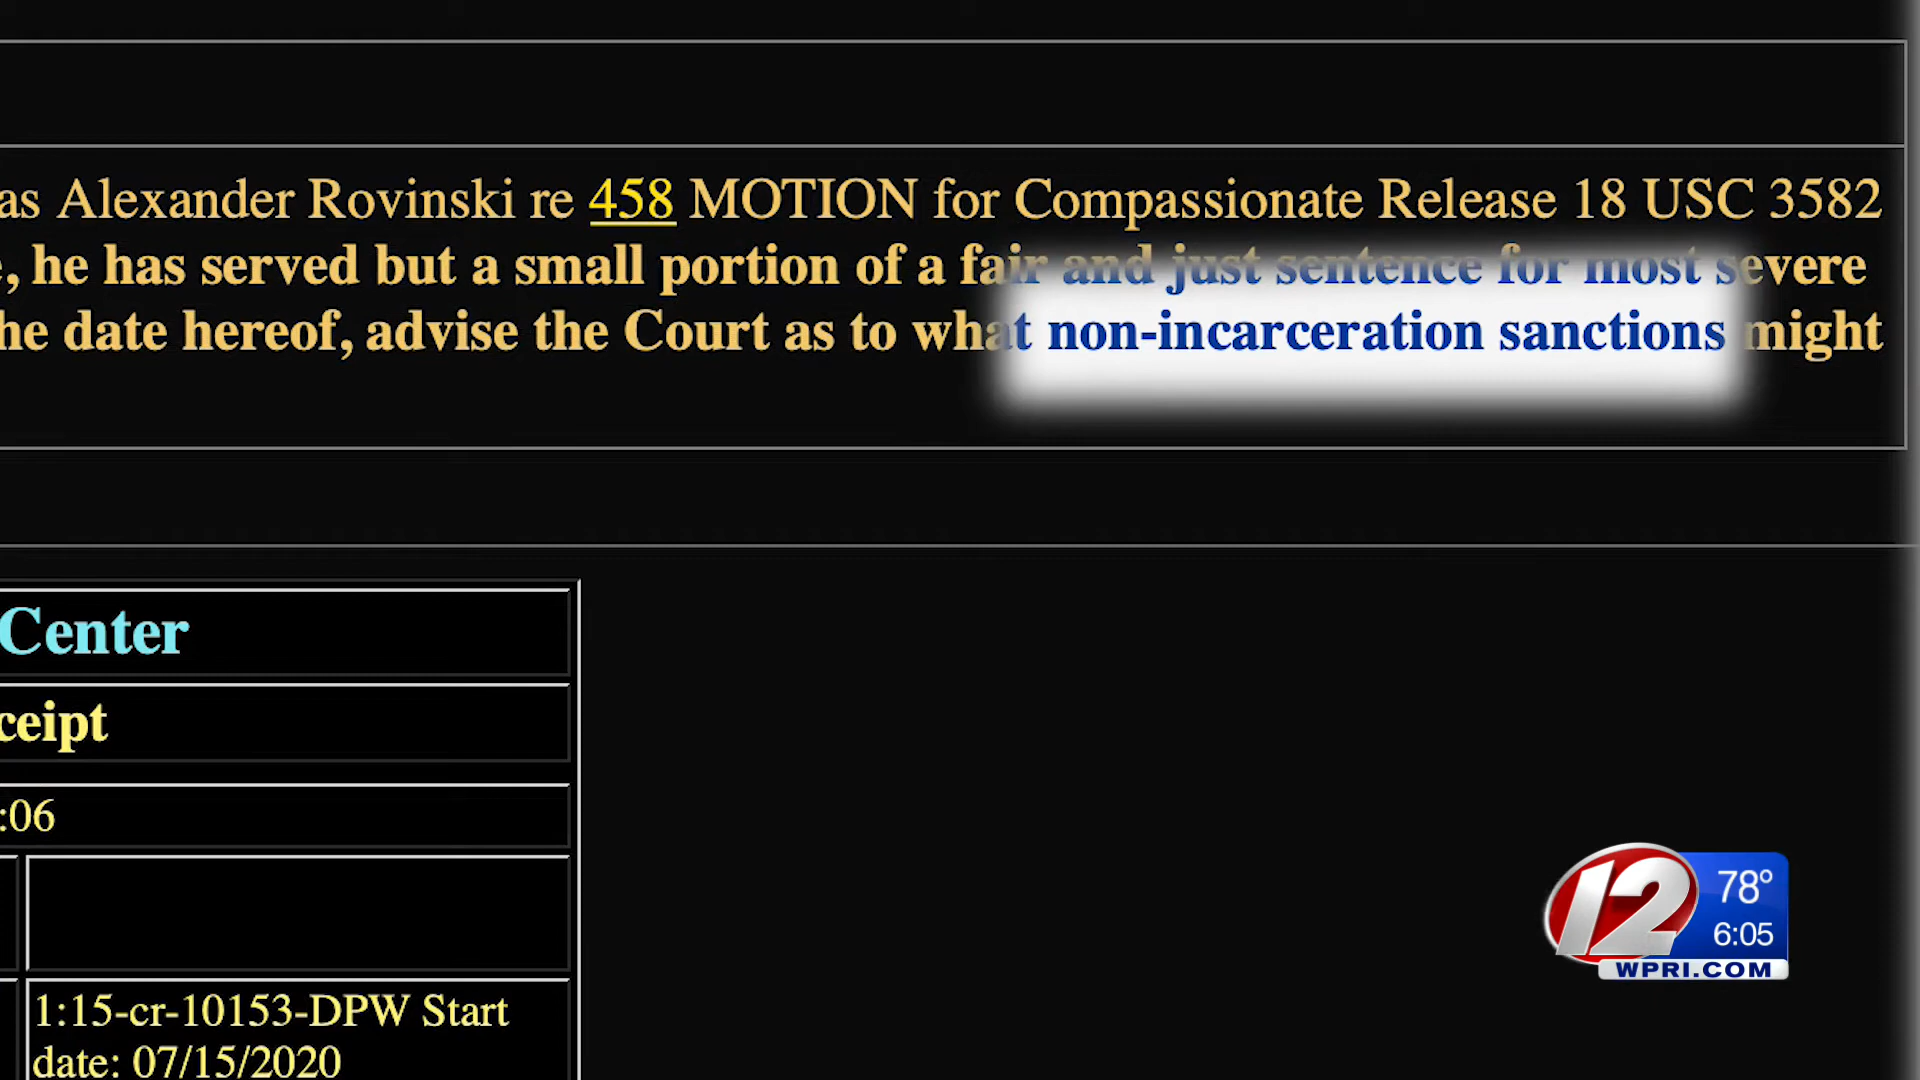 as Alexander Rovinski re 458 MOTION for Compassionate Release 18 USC 3582
, he has served but a small portion of a fair and just sentence for most severe
he date hereof, advise the Court as to what non-incarceration sanctions might
Center
ceipt
:06
1:15-cr-10153-DPW Start
date: 07/15/2020
12
78°
6:05
WPRI.COM